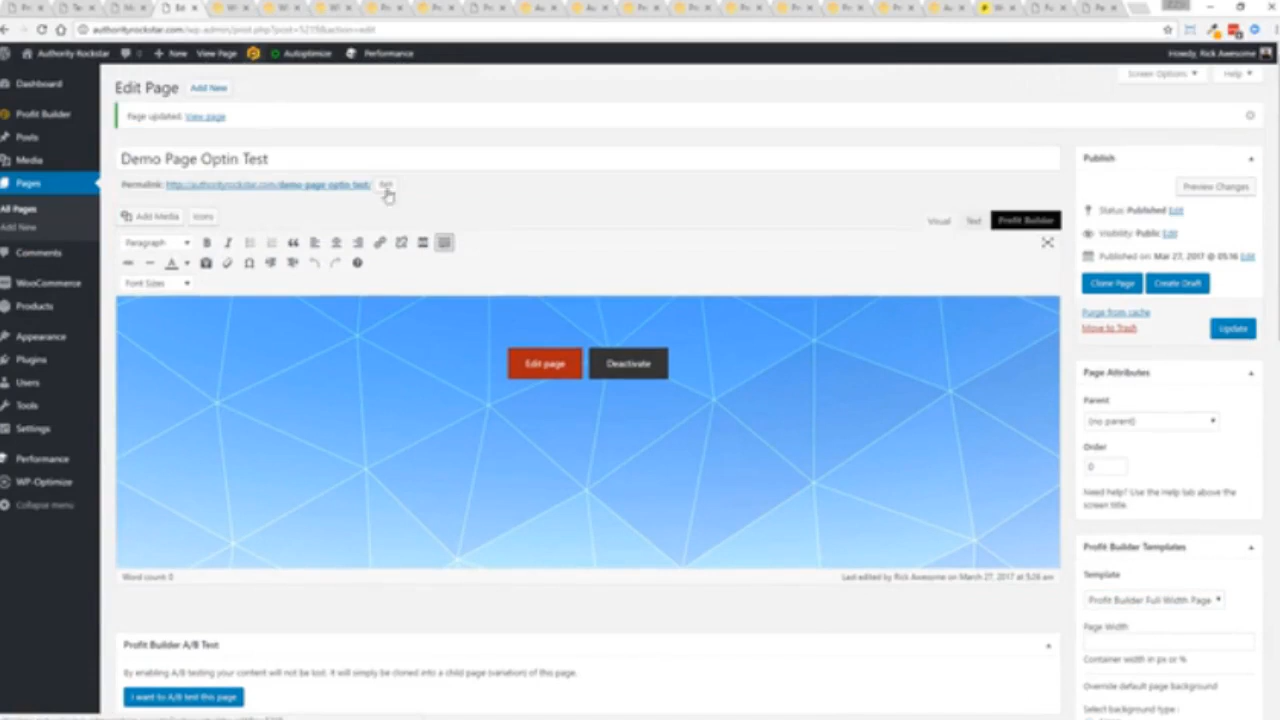 authorityrockstar.com/wp-admin/post.php?post=5215&action=edit
Authority Rockstar
New
View Page
Autoptimize
Performance
Howdy, Rick Awesome
Dashboard
Profit Builder
Posts
Media
Pages
All Pages
Add New
Comments
WooCommerce
Products
Appearance
Plugins
Users
Tools
Settings
Performance
WP-Optimize
Collapse menu
Edit Page
Add New
Screen Options
Help
Page updated. View page
Demo Page Optin Test
Permalink: http://authorityrockstar.com/demo-page-optin-test/ Edit
Add Media
Icons
Visual
Text
Profit Builder
Paragraph
Font Sizes
Edit page
Deactivate
Word count: 0
Last edited by Rick Awesome on March 27, 2017 at 5:26 am
Profit Builder A/B Test
By enabling A/B testing your content will not be lost. It will simply be cloned into a child page (variation) of this page.
I want to A/B test this page
Publish
Preview Changes
Status: Published Edit
Visibility: Public Edit
Published on: Mar 27, 2017 @ 05:16 Edit
Clone Page
Create Draft
Purge from cache
Move to Trash
Update
Page Attributes
Parent
(no parent)
Order
0
Need help? Use the Help tab above the
screen title.
Profit Builder Templates
Template
Profit Builder Full Width Page
Page Width
Container width in px or %
Override default page background
Select background type :